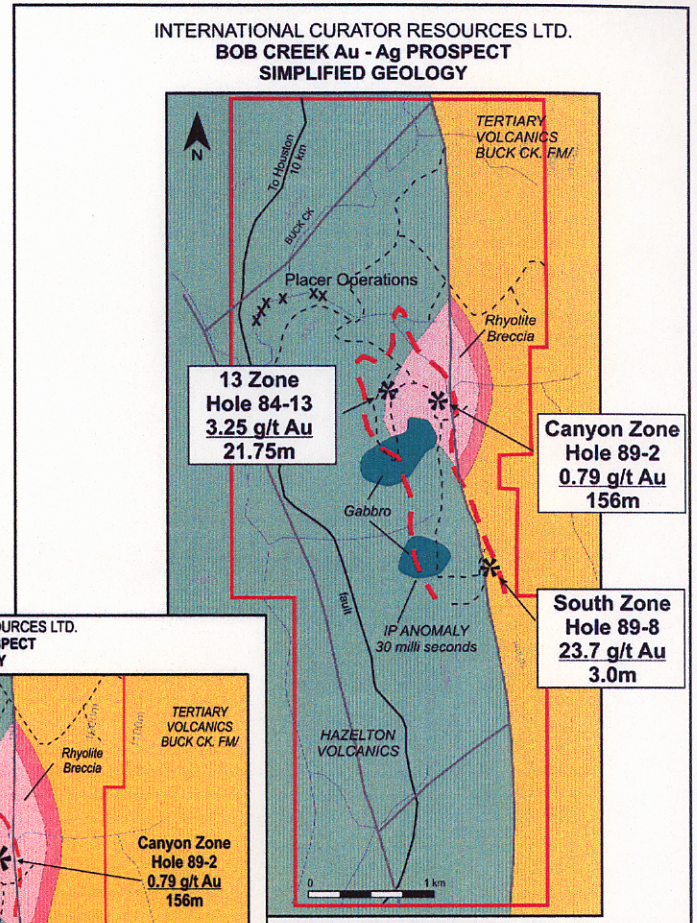 INTERNATIONAL CURATOR RESOURCES LTD.
BOB CREEK Au - Ag PROSPECT
SIMPLIFIED GEOLOGY
N
To Houston
10 km
TERTIARY
VOLCANICS
BUCK CK. FM/
BUCK CK
Placer Operations
x x x x x x
Rhyolite
Breccia
13 Zone
Hole 84-13
3.25 g/t Au
21.75m
Canyon Zone
Hole 89-2
0.79 g/t Au
156m
Gabbro
fault
IP ANOMALY
30 milli seconds
South Zone
Hole 89-8
23.7 g/t Au
3.0m
HAZELTON
VOLCANICS
0 1 km
OURCES LTD.
SPECT
Y
TERTIARY
VOLCANICS
BUCK CK. FM/
Rhyolite
Breccia
Canyon Zone
Hole 89-2
0.79 g/t Au
156m